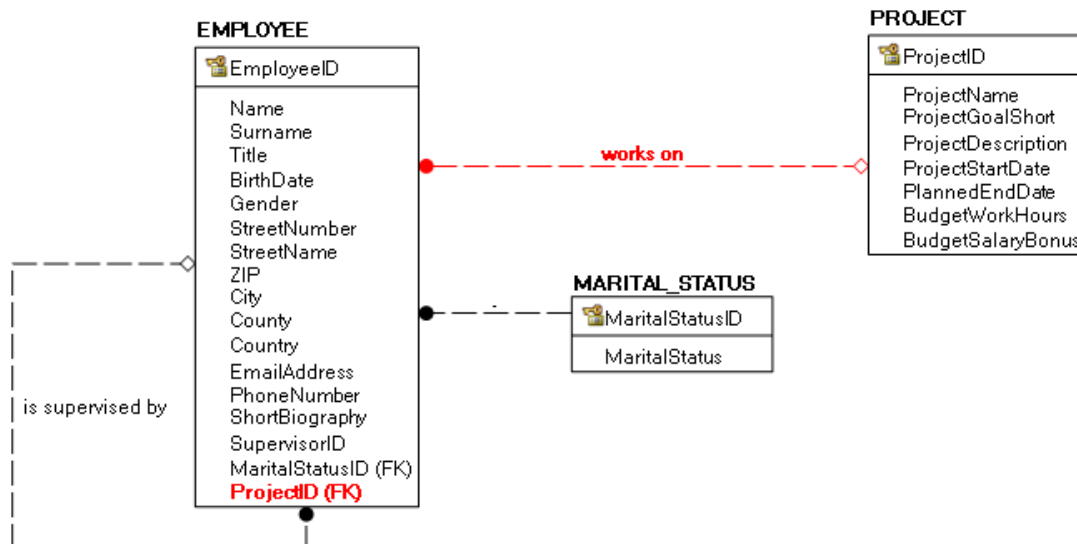 EMPLOYEE
EmployeeID
Name
Surname
Title
BirthDate
Gender
StreetNumber
StreetName
ZIP
City
County
Country
EmailAddress
PhoneNumber
ShortBiography
SupervisorID
MaritalStatusID (FK)
ProjectID (FK)
is supervised by
works on
PROJECT
ProjectID
ProjectName
ProjectGoalShort
ProjectDescription
ProjectStartDate
PlannedEndDate
BudgetWorkHours
BudgetSalaryBonus
MARITAL_STATUS
MaritalStatusID
MaritalStatus